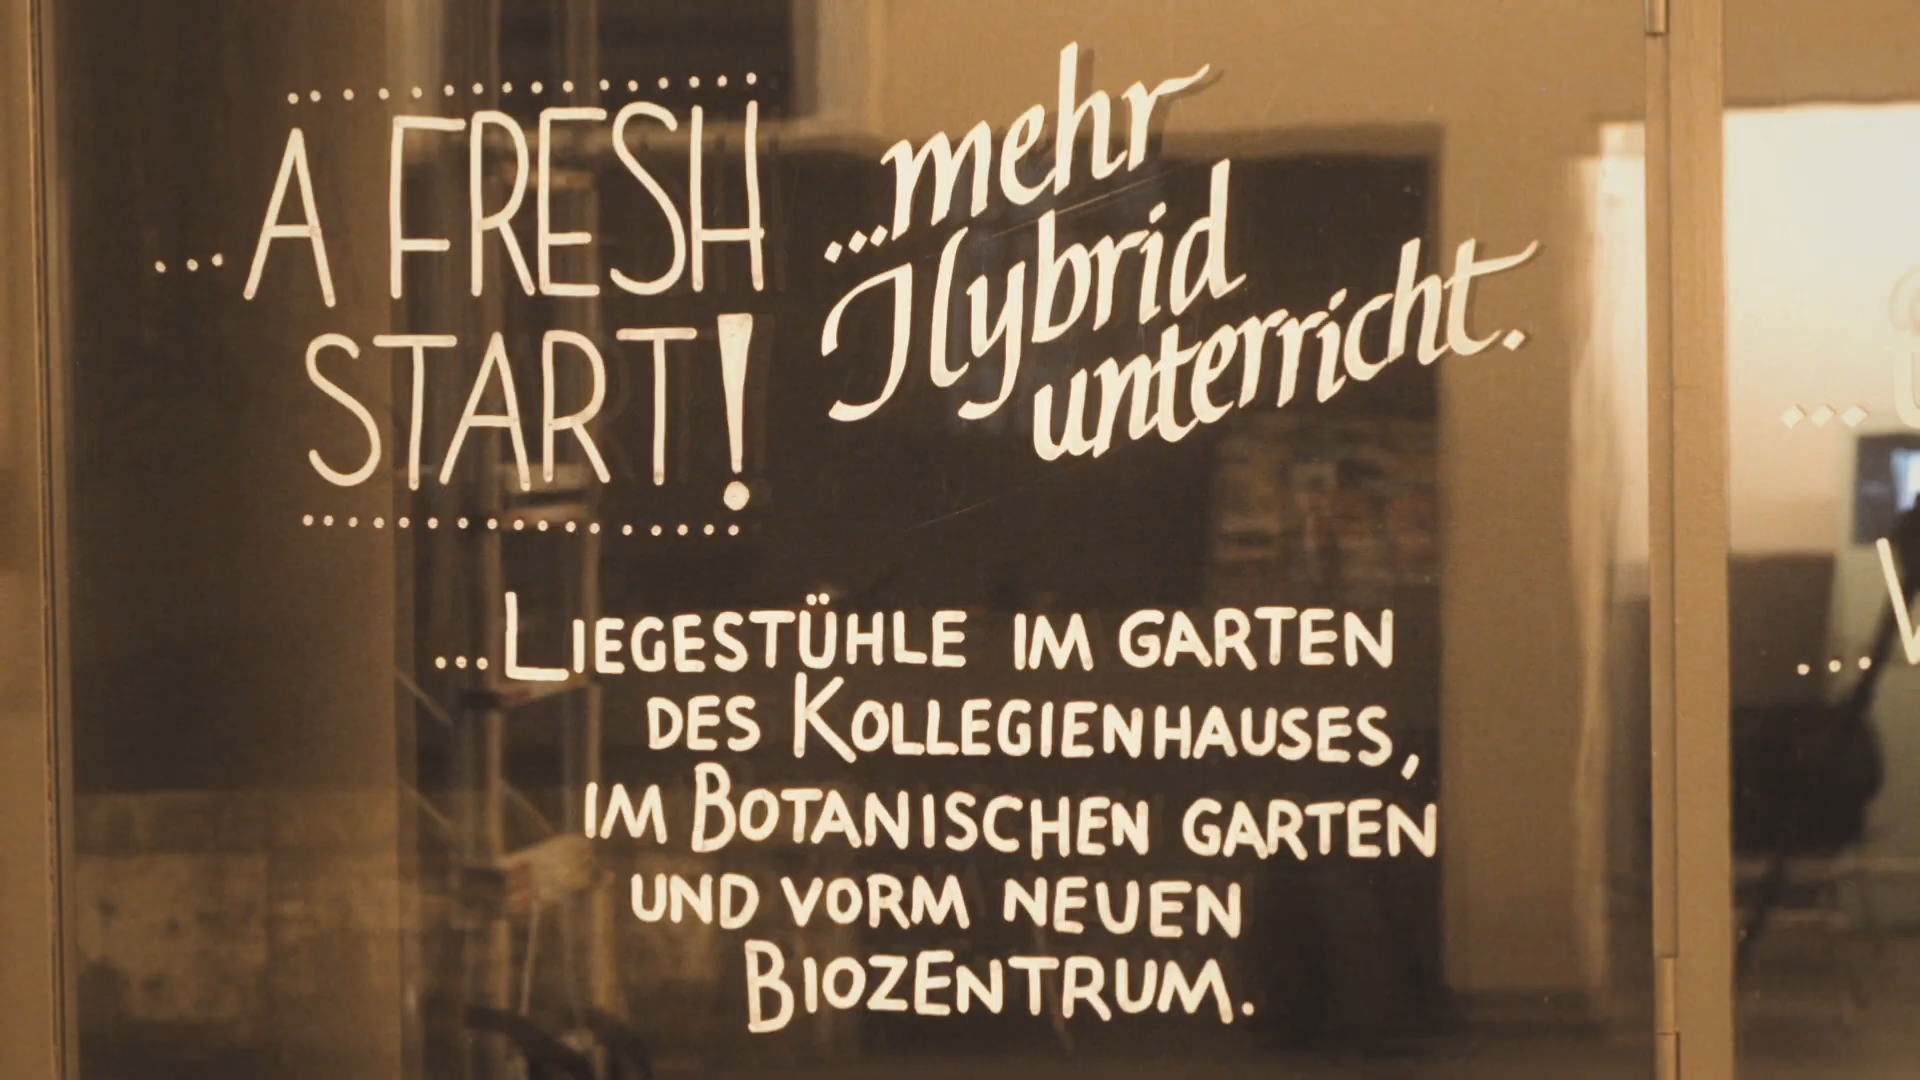 ...A FRESH
START!
...mehr
Hybrid
unterricht.
...LIEGESTÜHLE IM GARTEN
DES KOLLEGIENHAUSES,
IM BOTANISCHEN GARTEN
UND VORM NEUEN
BIOZENTRUM.